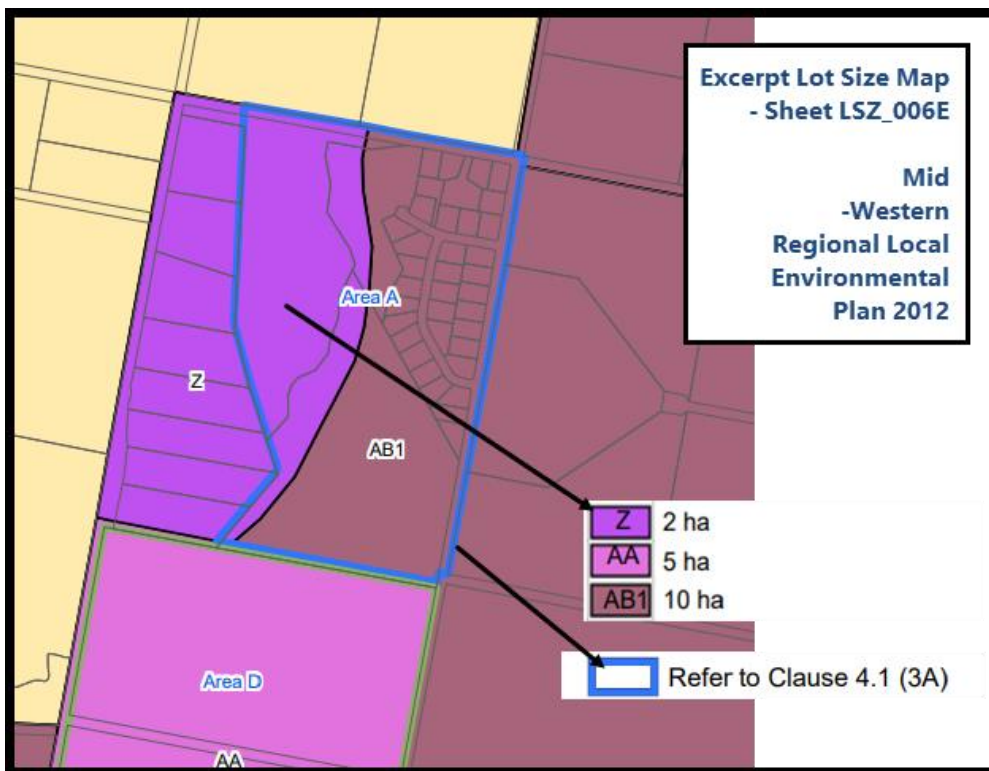 Excerpt Lot Size Map
- Sheet LSZ_006E
Mid
-Western
Regional Local
Environmental
Plan 2012
Area A
Z
AB1
Z 2 ha
AA 5 ha
AB1 10 ha
Refer to Clause 4.1 (3A)
Area D
AA